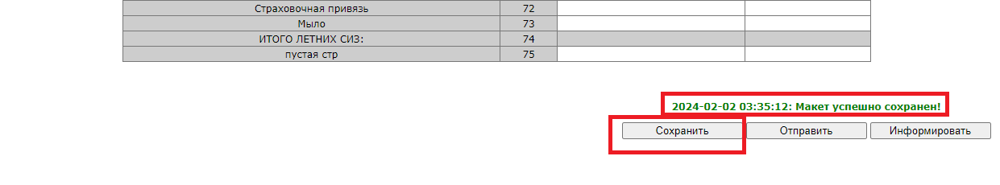 Страховочная привязь 72
Мыло 73
ИТОГО ЛЕТНИХ СИЗ: 74
пустая стр 75
2024-02-02 03:35:12: Макет успешно сохранен!
Сохранить Отправить Информировать